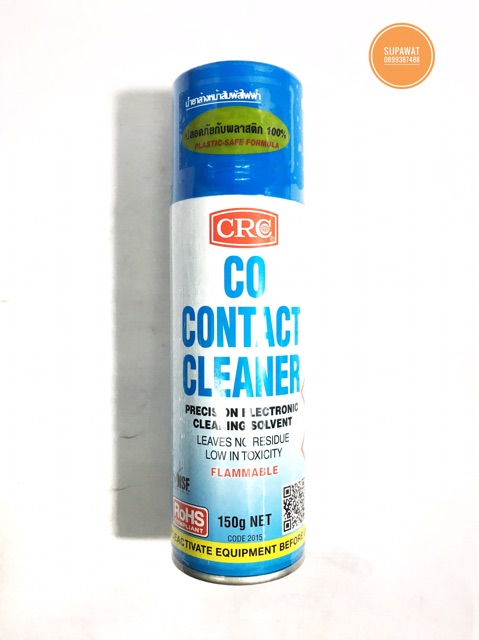 SUPAWAT
0899387488
น้ำยาล้างหน้าสัมผัสไฟฟ้า
ปลอดภัยกับพลาสติก 100%
PLASTIC-SAFE FORMULA
CRC
CO
CONTACT
CLEANER
PRECISION ELECTRONIC
CLEANING SOLVENT
LEAVES NO RESIDUE
LOW IN TOXICITY
FLAMMABLE
NSF
RoHS
COMPLIANT
150g NET
CODE 2015
DEACTIVATE EQUIPMENT BEFORE